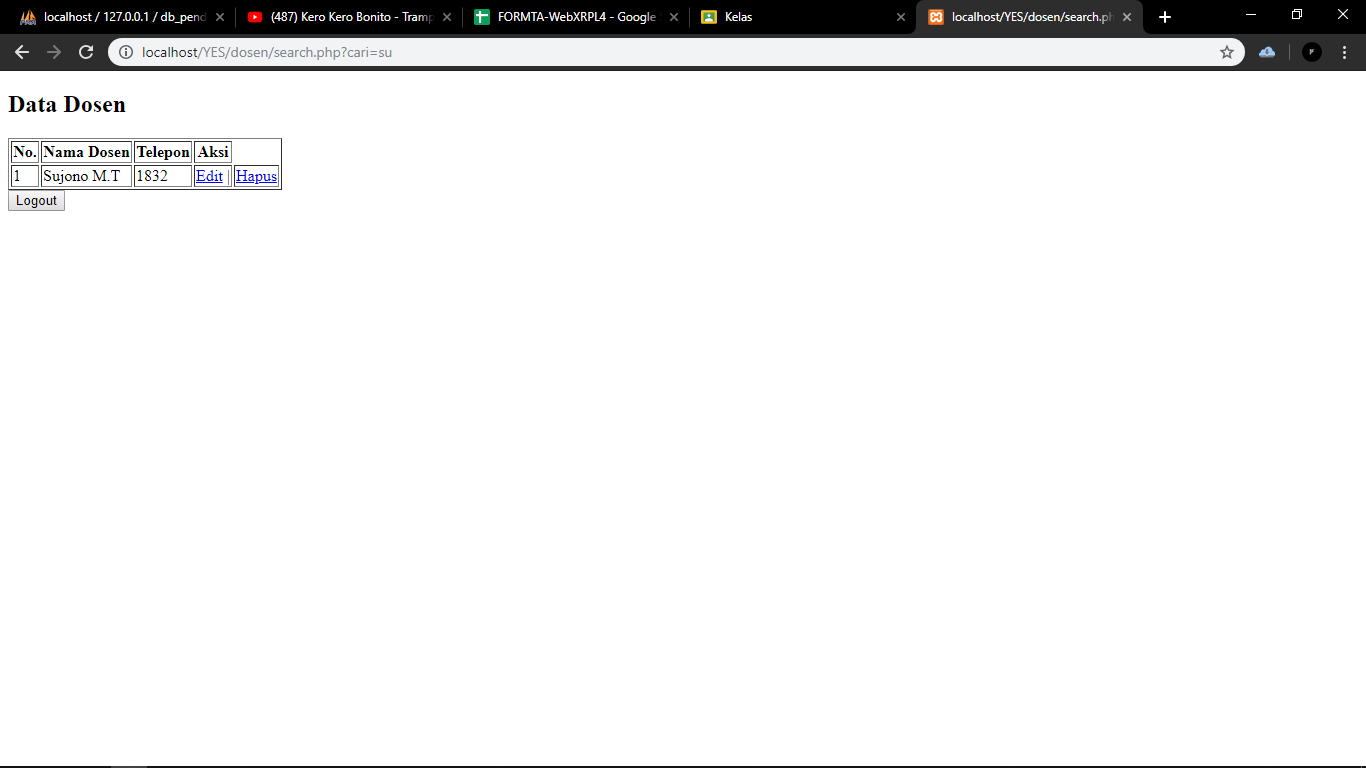 localhost / 127.0.0.1 / db_pend
(487) Kero Kero Bonito - Tramp
FORMTA-WebXRPL4 - Google
Kelas
localhost/YES/dosen/search.ph
localhost/YES/dosen/search.php?cari=su
Data Dosen
No. Nama Dosen Telepon Aksi
1 Sujono M.T 1832 Edit | Hapus
Logout